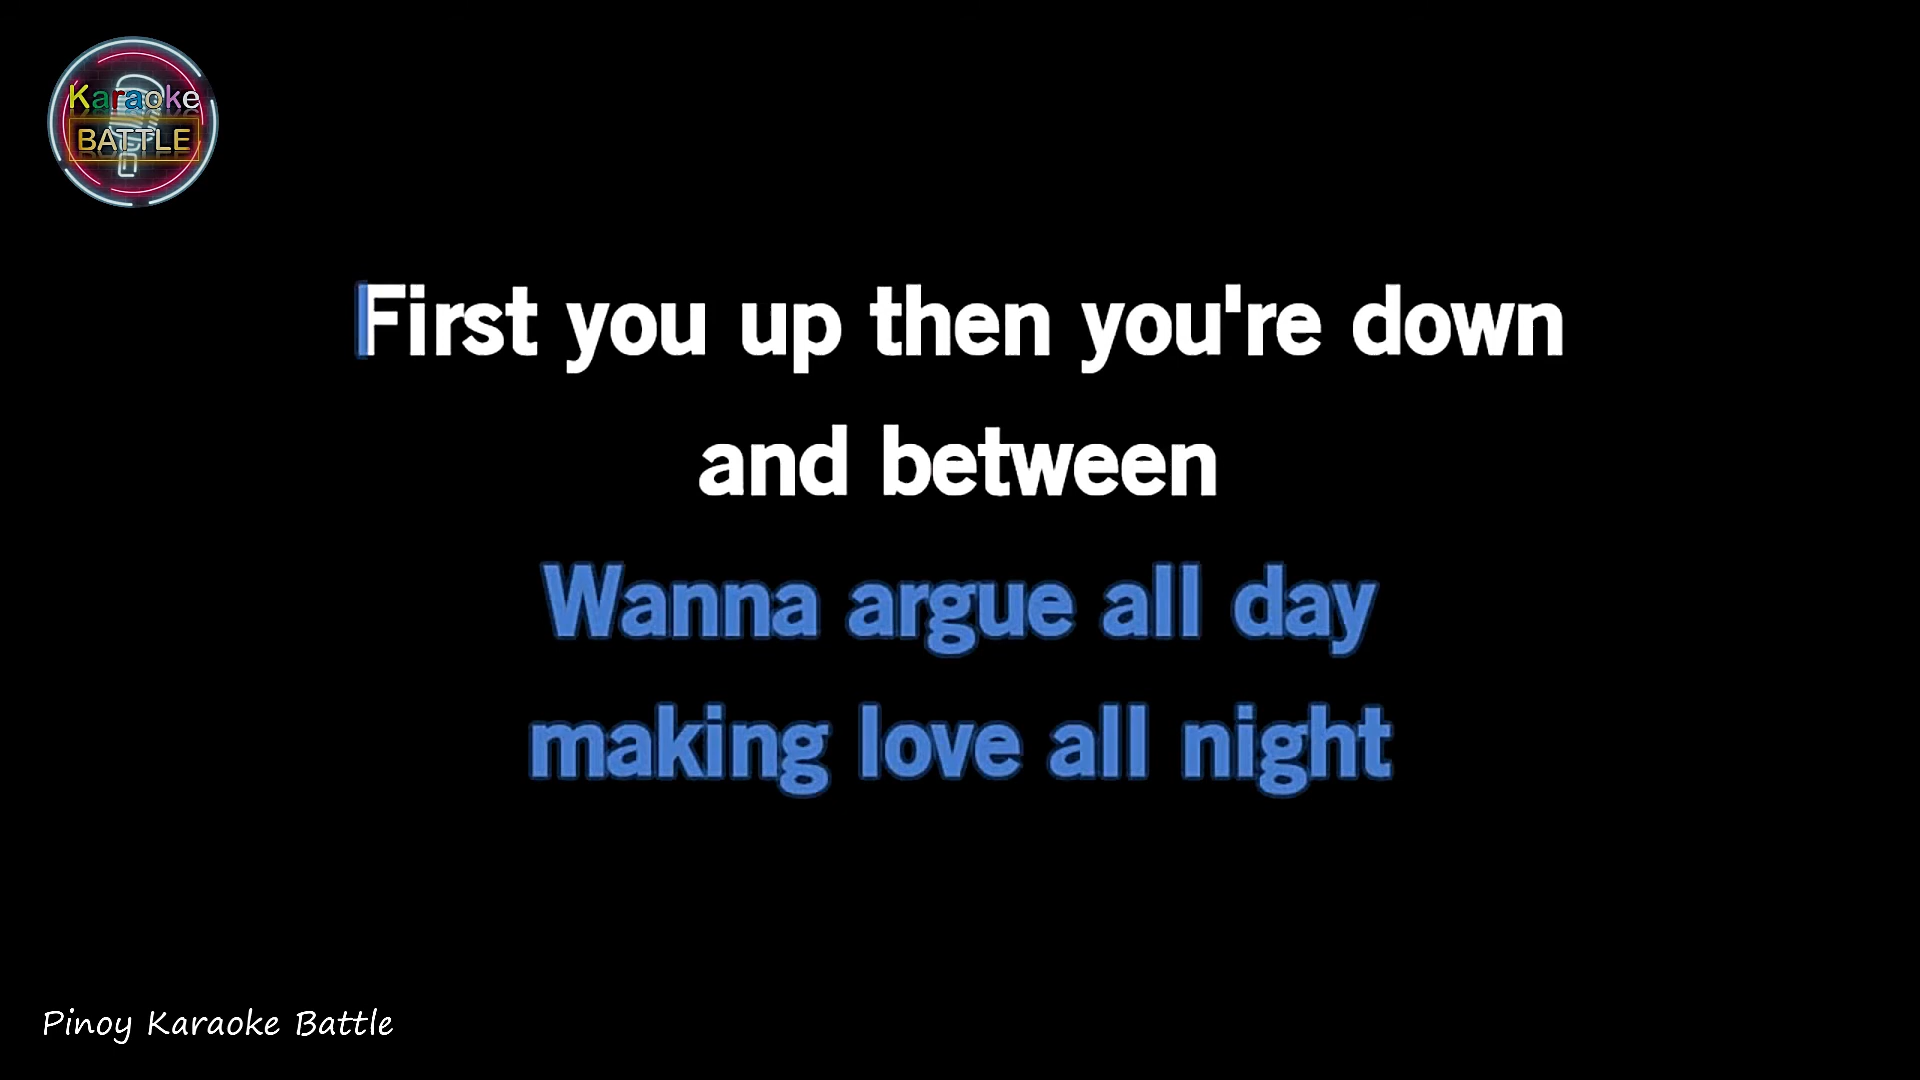 Karaoke
BATTLE
First you up then you're down
and between
Wanna argue all day
making love all night
Pinoy Karaoke Battle